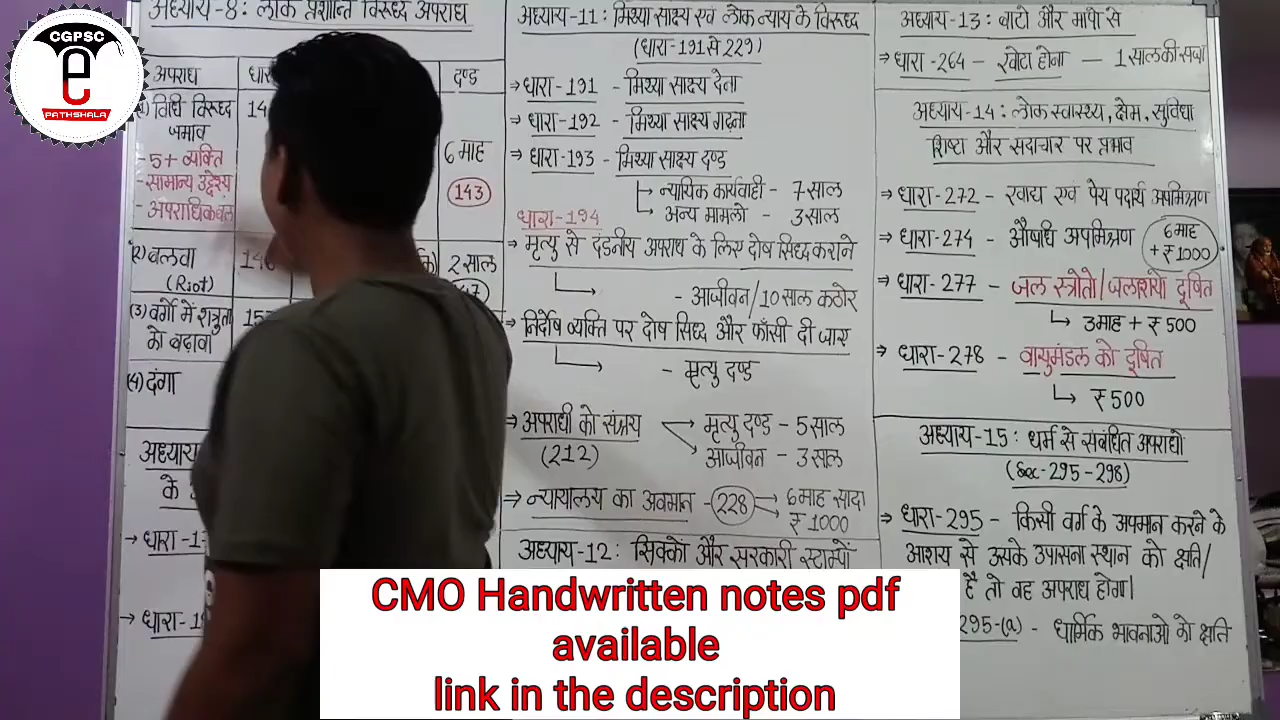 CGPSC
e
PATHSHALA
अध्याय-8: लोक प्रशान्ति विरुद्ध अपराध
अपराध
दण्ड
विधि विरुद्ध
जमाव
- 5+ व्यक्ति
- सामान्य उद्देश्य
- अपराधिक बल
6 माह
143
(2) बलवा
(Riot)
2 साल
(3) वर्गो में शत्रुता
को बढावा
(4) दंगा
अध्याय
के
→ धारा-1
→ धारा-1
अध्याय-11: मिथ्या साक्ष्य एवं लोक न्याय के विरुध्द
(धारा-191 से 229)
⇒ धारा-191 - मिथ्या साक्ष्य देना
⇒ धारा-192 - मिथ्या साक्ष्य गढ़ना
⇒ धारा-193 - मिथ्या साक्ष्य दण्ड
→ न्यायिक कार्यवाही - 7 साल
→ अन्य मामलो - 3 साल
धारा-194
⇒ मृत्यु से दंडनीय अपराध के लिए दोष सिध्द कराने
→ - आजीवन/10 साल कठोर
⇒ निर्दोष व्यक्ति पर दोष सिध्द और फाँसी दी जाए
→ - मृत्यु दण्ड
⇒ अपराधी को संश्रय → मृत्यु दण्ड - 5 साल
(212) आजीवन - 3 साल
⇒ न्यायालय का अवमान - (228) → 6 माह सादा
→ ₹ 1000
अध्याय-12: सिक्को और सरकारी स्टाम्पों
अध्याय-13: बाटो और मापो से
⇒ धारा-264 - खोटा होना - 1 साल की सजा
अध्याय-14: लोक स्वास्थ्य, क्षेम, सुविधा
शिष्टा और सदाचार पर प्रभाव
⇒ धारा-272 - खाद्य एवं पेय पदार्थ अपमिश्रण
⇒ धारा-274 - औषधि अपमिश्रण
6 माह
+ ₹1000
⇒ धारा-277 - जल स्त्रोतो/जलाशयो दूषित
→ 3 माह + ₹ 500
⇒ धारा-278 - वायुमंडल को दूषित
→ ₹ 500
अध्याय-15: धर्म से संबंधित अपराधो
(Sec-295-298)
⇒ धारा-295 - किसी वर्ग के अपमान करने के
आशय से उसके उपासना स्थान को क्षति/
है तो वह अपराध होगा।
295-(a) - धार्मिक भावनाओ को क्षति
CMO Handwritten notes pdf
available
link in the description